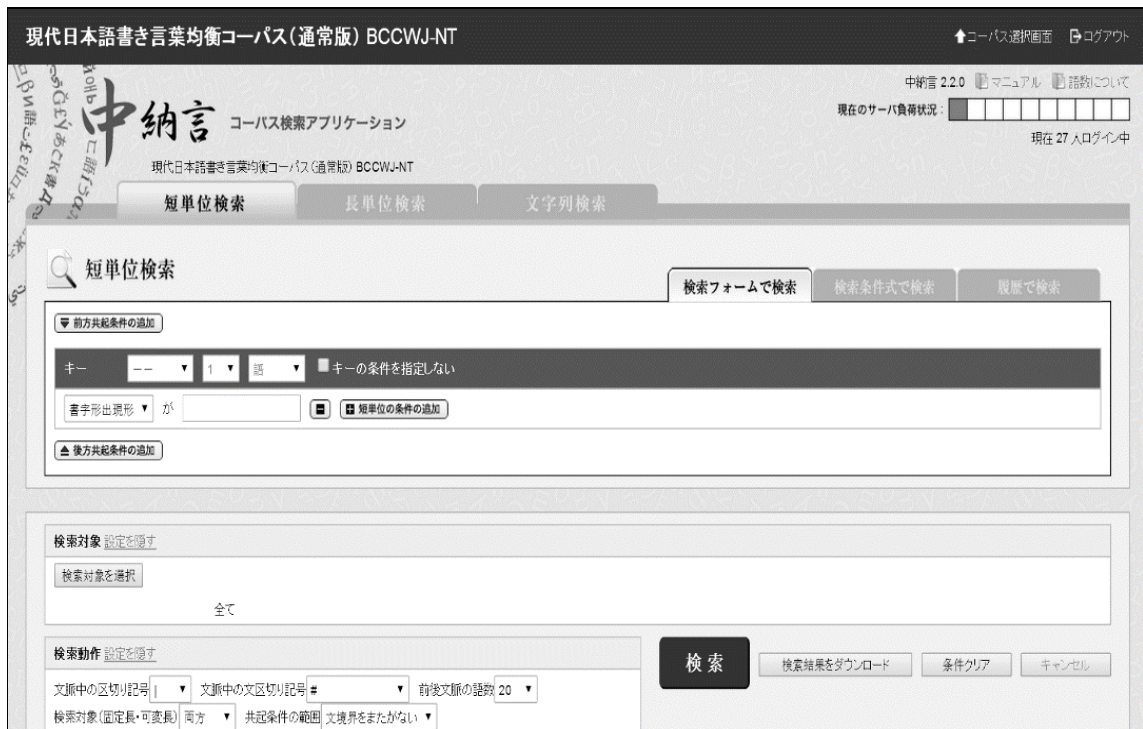 現代日本語書き言葉均衡コーパス(通常版) BCCWJ-NT
コーパス選択画面 ログアウト
中納言 2.2.0 マニュアル 語数について
現在のサーバ負荷状況:
現在 27 人ログイン中
中納言 コーパス検索アプリケーション
現代日本語書き言葉均衡コーパス(通常版) BCCWJ-NT
短単位検索 長単位検索 文字列検索
短単位検索
検索フォームで検索 検索条件式で検索 履歴で検索
前方共起条件の追加
キー -- 1 語 キーの条件を指定しない
書字形出現形 が 短単位の条件の追加
後方共起条件の追加
検索対象 設定を隠す
検索対象を選択
全て
検索動作 設定を隠す
検索 検索結果をダウンロード 条件クリア キャンセル
文脈中の区切り記号 | 文脈中の文区切り記号 # 前後文脈の語数 20
検索対象(固定長・可変長) 両方 共起条件の範囲 文境界をまたがない